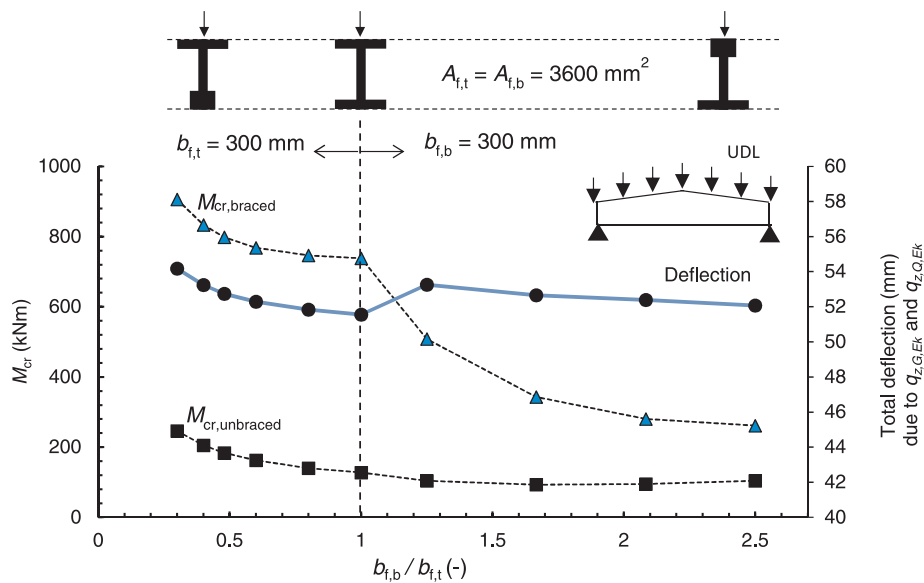 A_f,t = A_f,b = 3600 mm²
b_f,t = 300 mm
b_f,b = 300 mm
UDL
1000
800
600
400
200
0
M_cr (kNm)
M_cr,braced
Deflection
M_cr,unbraced
60
58
56
54
52
50
48
46
44
42
40
Total deflection (mm)
due to q_z,G,Ek and q_z,Q,Ek
0 0.5 1 1.5 2 2.5
b_f,b / b_f,t (-)